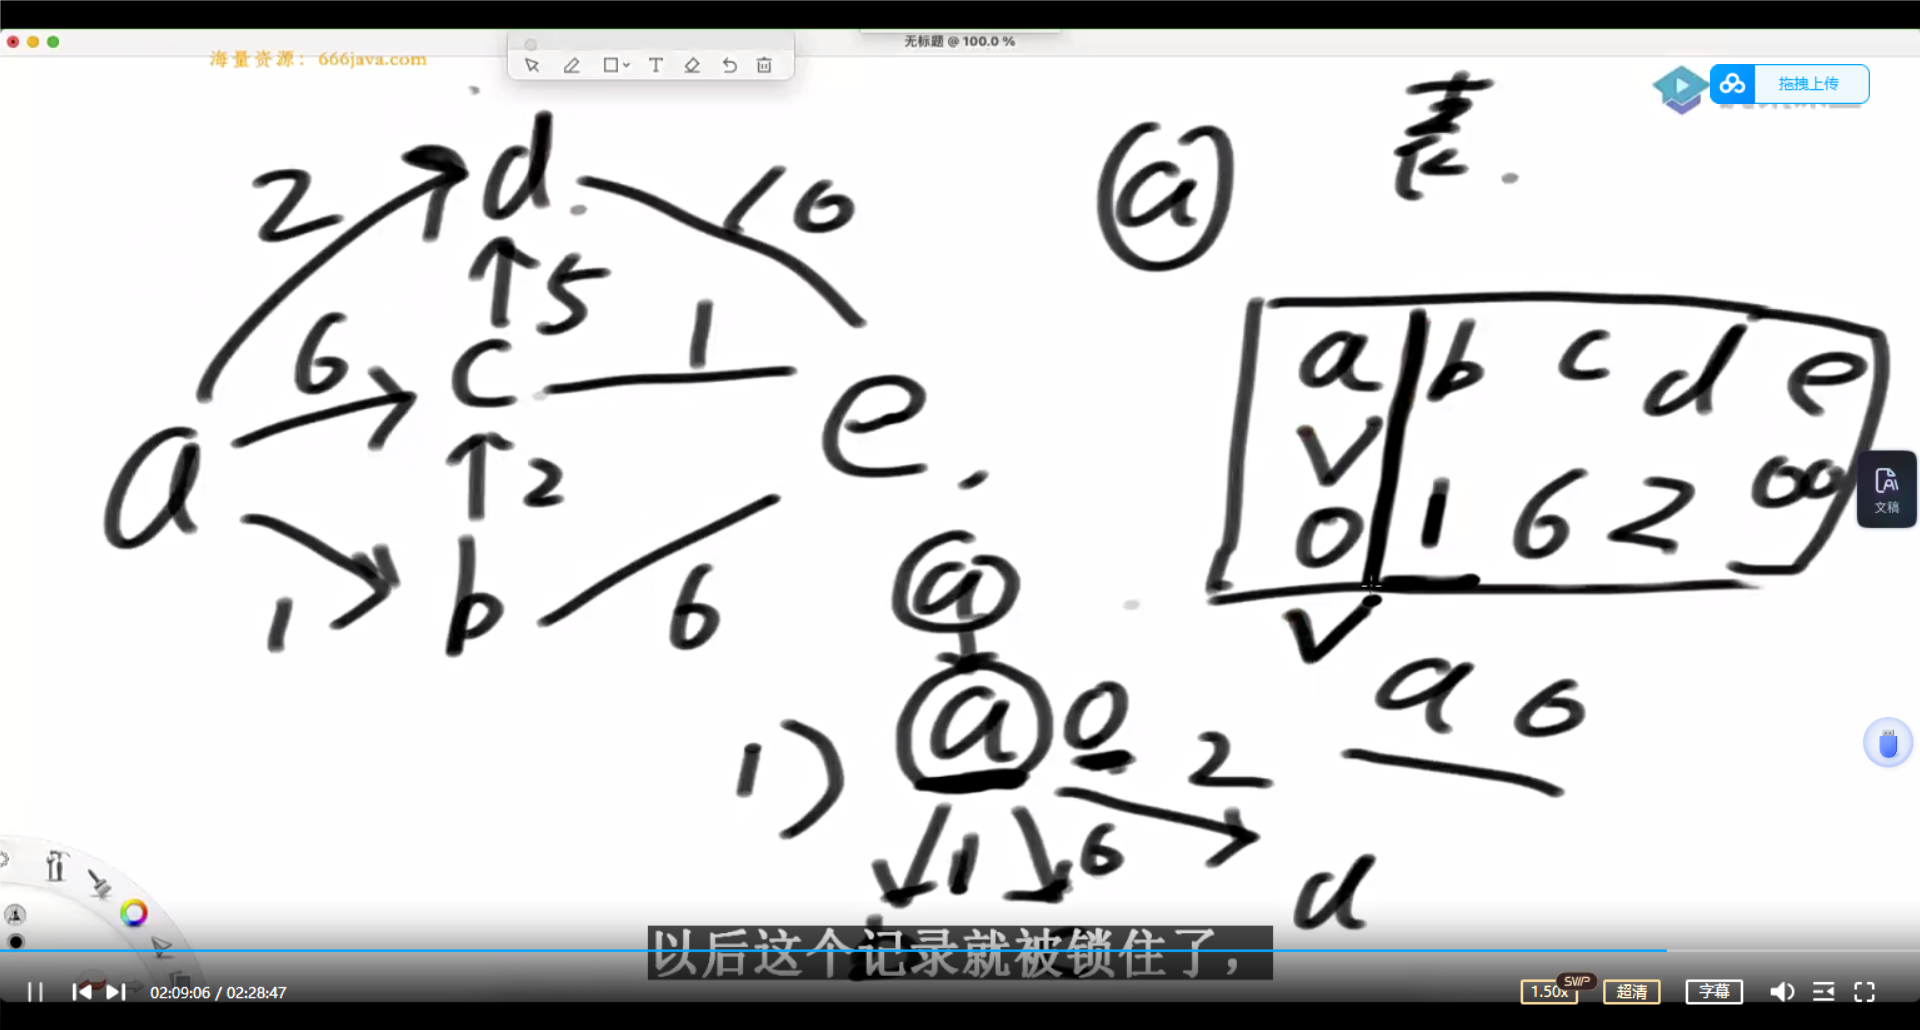 无标题 @ 100.0 %
海量资源：666java.com
T
拖拽上传
表.
a
2 d. 10
5
6 c 1
a e.
2
1 b 6
a b c d e
0 1 6 2 ∞
a
a 0
1) a 0 2
1 6
d
文稿
以后这个记录就被锁住了，
02:09:06 / 02:28:47
1.50x
SVIP
超清
字幕